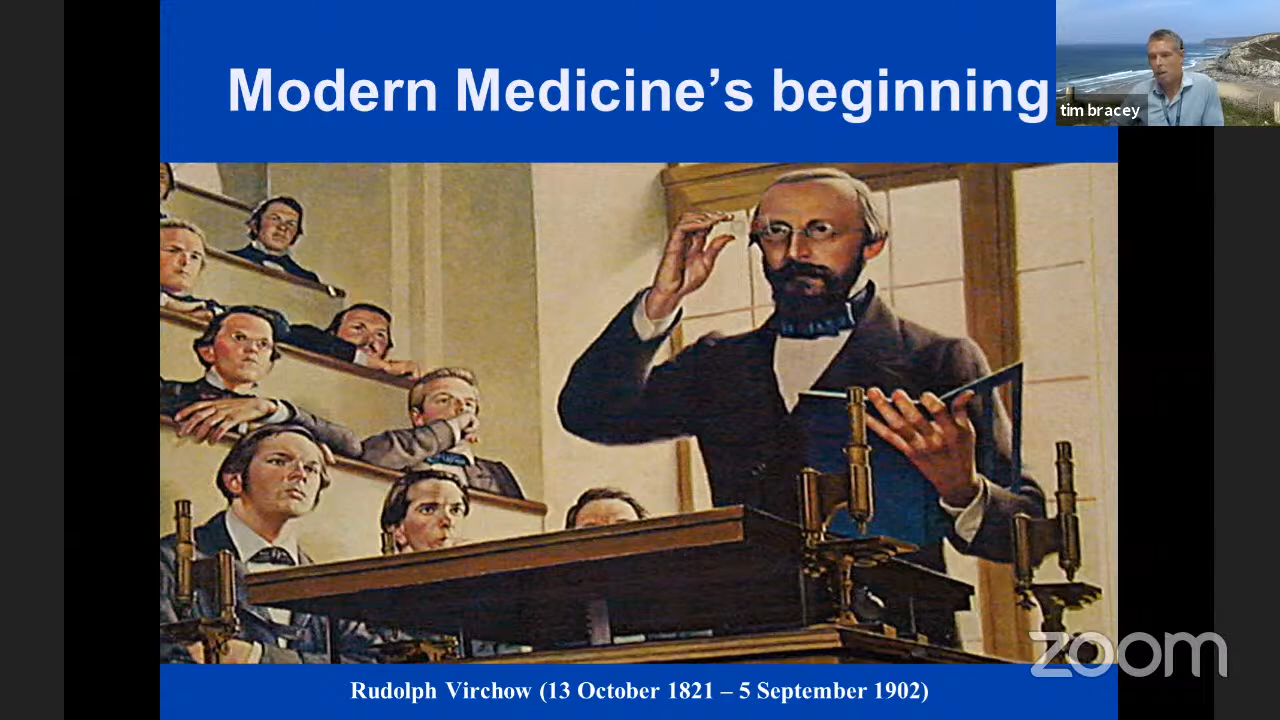 Modern Medicine’s beginning
tim bracey
zoom
Rudolph Virchow (13 October 1821 – 5 September 1902)